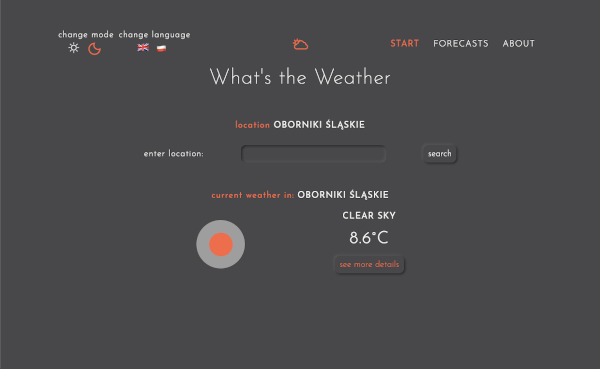 change mode change language
START FORECASTS ABOUT
What's the Weather
location OBORNIKI ŚLĄSKIE
enter location: search
current weather in: OBORNIKI ŚLĄSKIE
CLEAR SKY
8.6°C
see more details